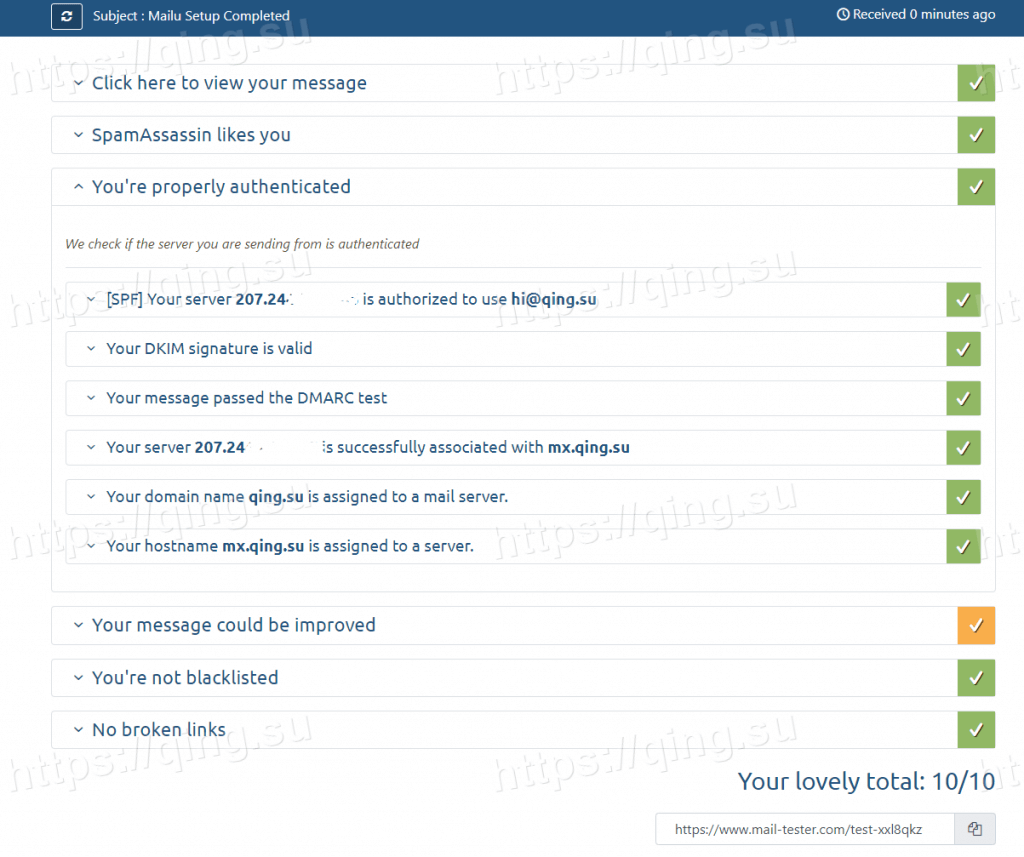 Subject : Mailu Setup Completed
Received 0 minutes ago
Click here to view your message
SpamAssassin likes you
You're properly authenticated
We check if the server you are sending from is authenticated
[SPF] Your server 207.24 is authorized to use hi@qing.su
Your DKIM signature is valid
Your message passed the DMARC test
Your server 207.24 is successfully associated with mx.qing.su
Your domain name qing.su is assigned to a mail server.
Your hostname mx.qing.su is assigned to a server.
Your message could be improved
You're not blacklisted
No broken links
Your lovely total: 10/10
https://www.mail-tester.com/test-xxl8qkz
https://qing.su
https://qing.su
https://qing.su
https://qing.su
https://qing.su
https://qing.su
https://qing.su
https://qing.su